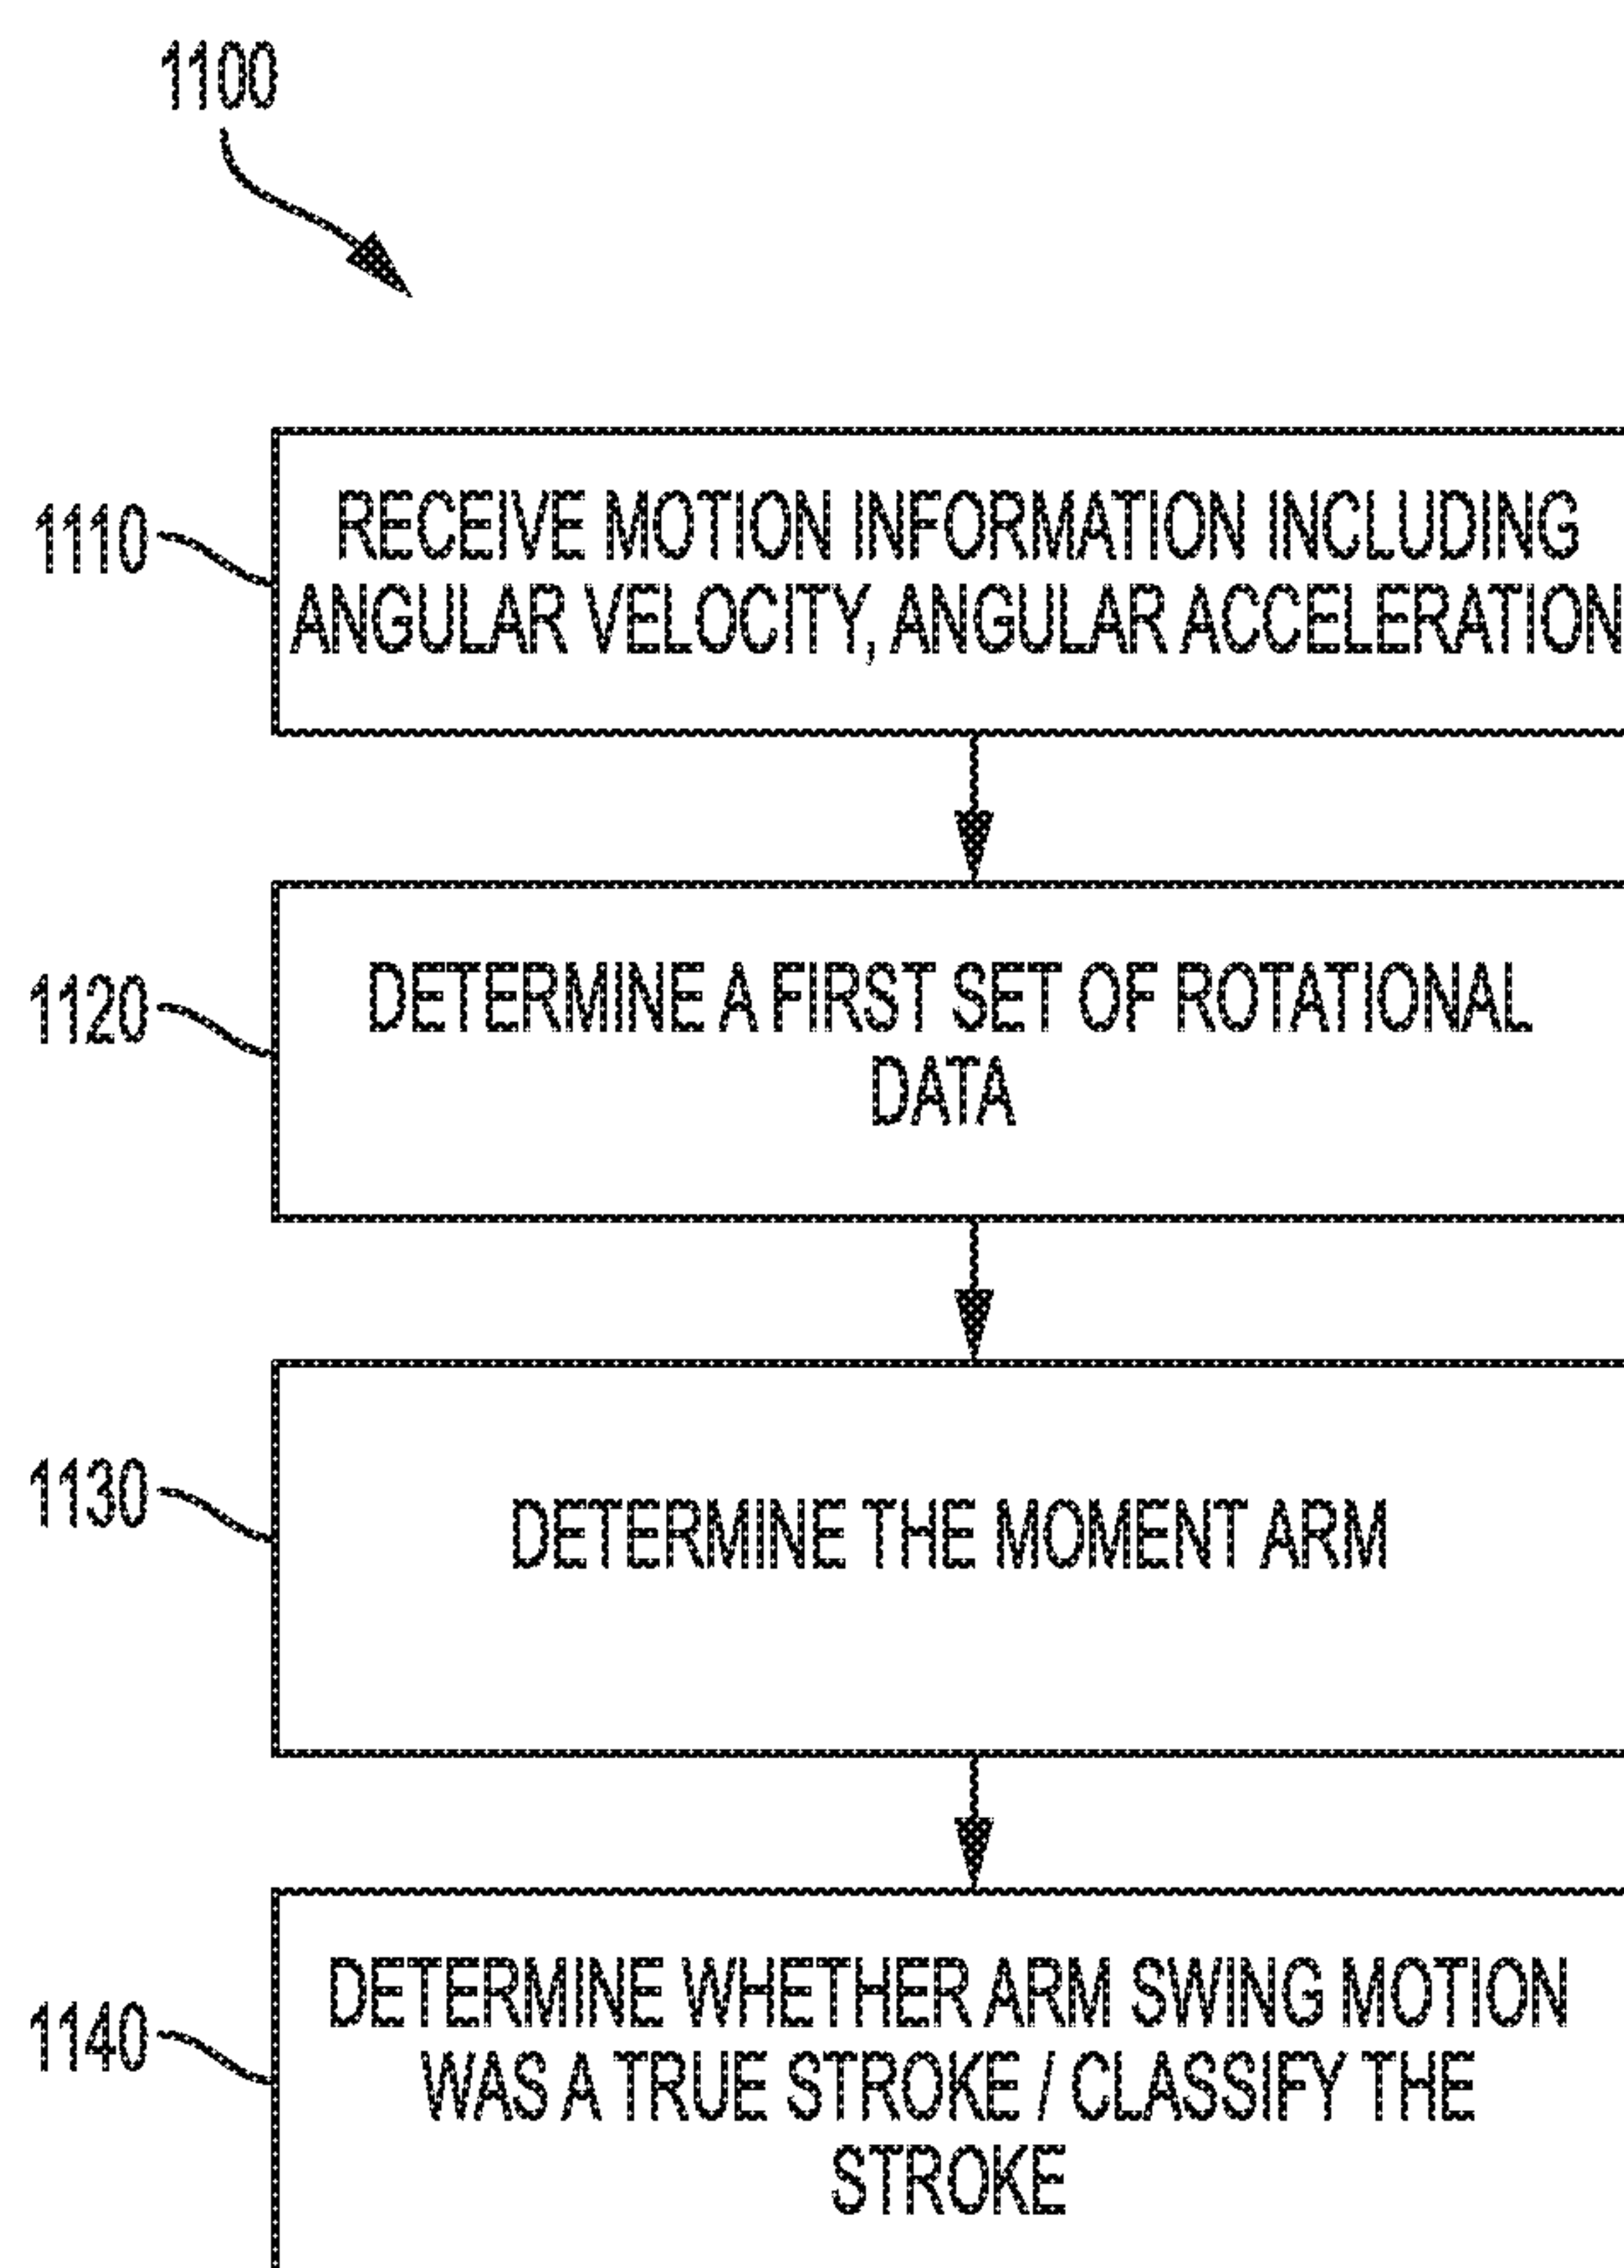 1100
1110
RECEIVE MOTION INFORMATION INCLUDING
ANGULAR VELOCITY, ANGULAR ACCELERATION
1120
DETERMINE A FIRST SET OF ROTATIONAL
DATA
1130
DETERMINE THE MOMENT ARM
1140
DETERMINE WHETHER ARM SWING MOTION
WAS A TRUE STROKE / CLASSIFY THE
STROKE